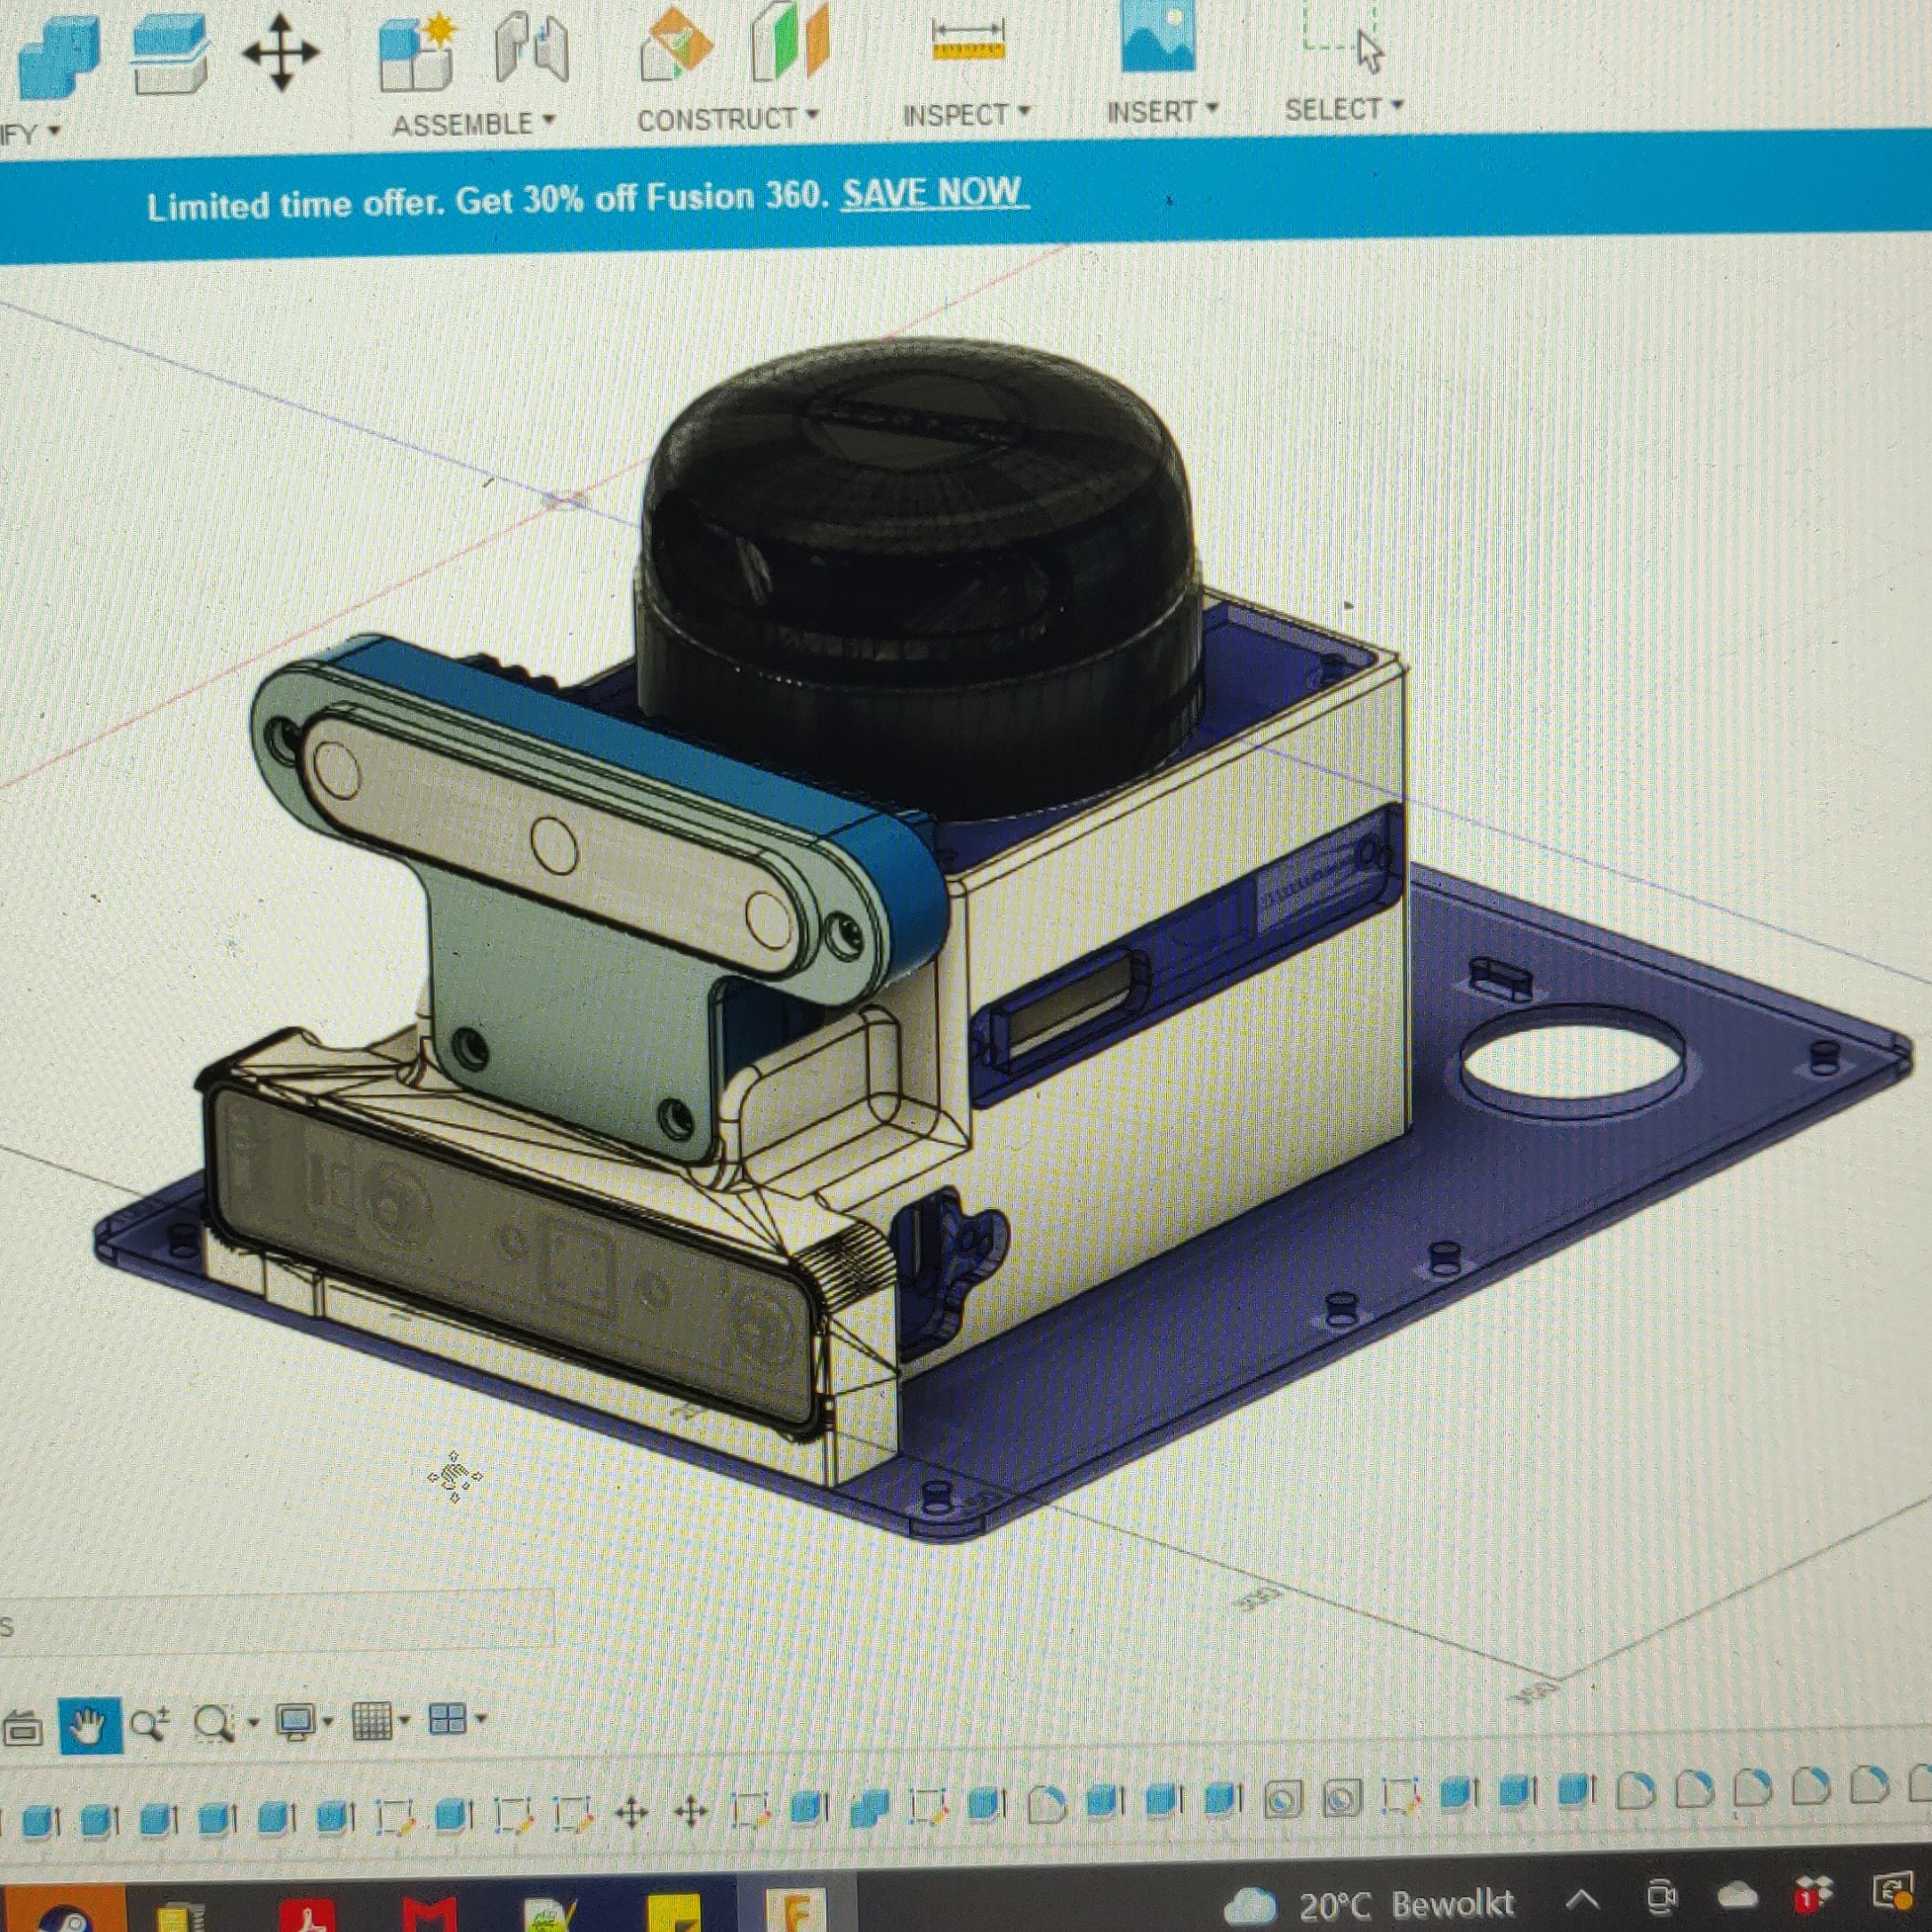 IFY
ASSEMBLE
CONSTRUCT
INSPECT
INSERT
SELECT
Limited time offer. Get 30% off Fusion 360. SAVE NOW
300
350
S
20°C Bewolkt
1